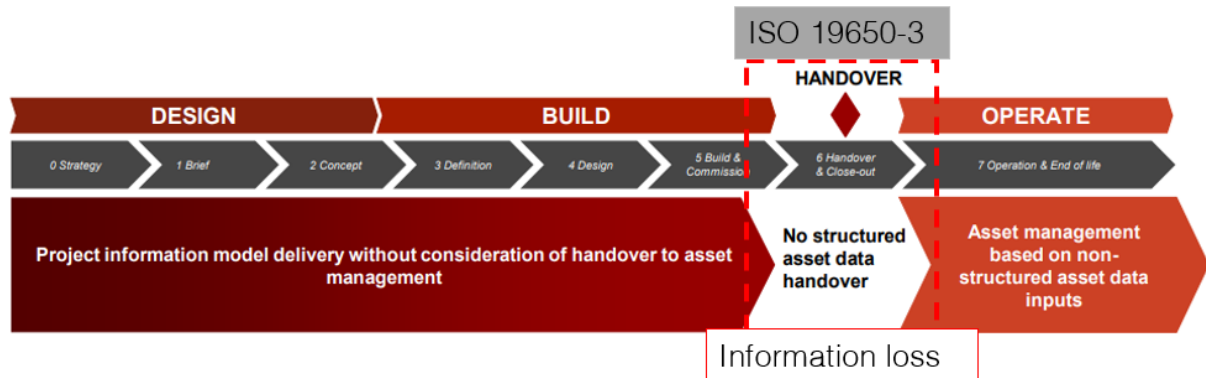 ISO 19650-3
HANDOVER
DESIGN
BUILD
OPERATE
0 Strategy
1 Brief
2 Concept
3 Definition
4 Design
5 Build &
Commission
6 Handover
& Close-out
7 Operation & End of life
Project information model delivery without consideration of handover to asset
management
No structured
asset data
handover
Asset management
based on non-
structured asset data
inputs
Information loss